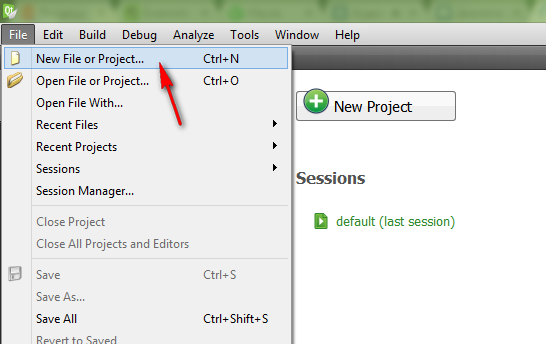 Qt
File Edit Build Debug Analyze Tools Window Help
New File or Project... Ctrl+N
Open File or Project... Ctrl+O
Open File With...
Recent Files
Recent Projects
Sessions
Session Manager...
Close Project
Close All Projects and Editors
Save Ctrl+S
Save As...
Save All Ctrl+Shift+S
Revert to Saved
New Project
Sessions
default (last session)